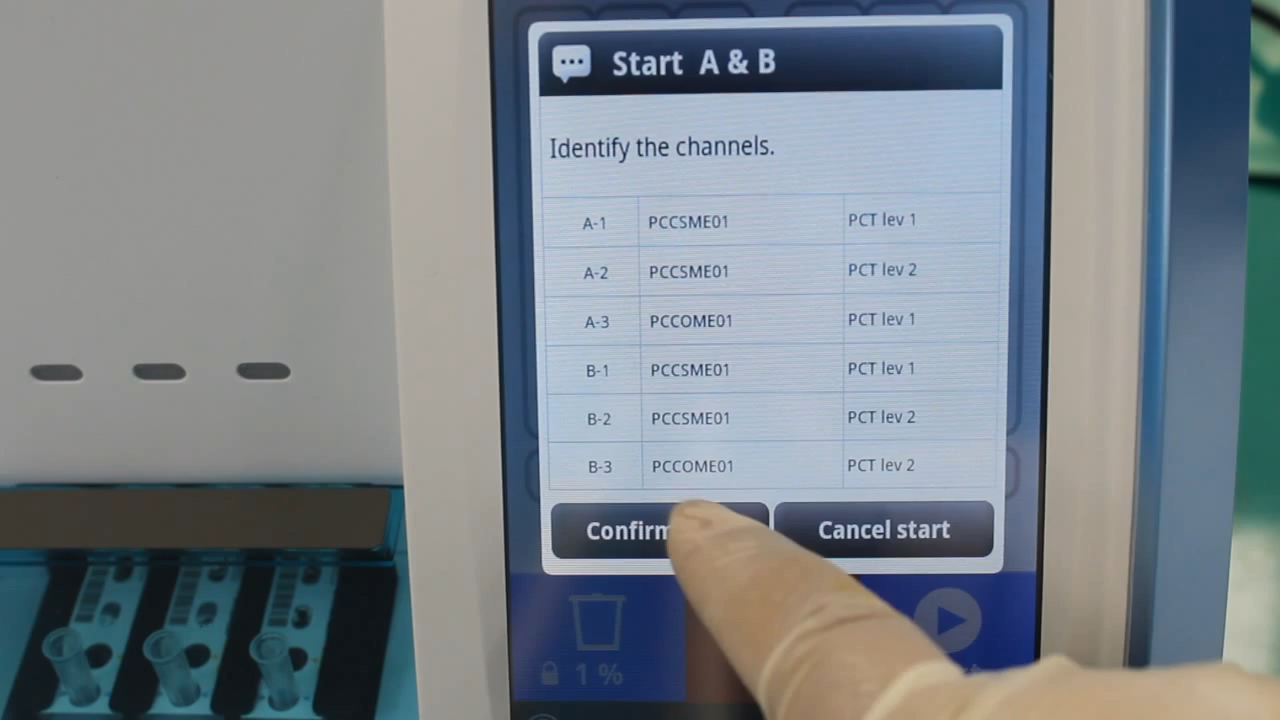 Start A & B
Identify the channels.
A-1 PCCSME01 PCT lev 1
A-2 PCCSME01 PCT lev 2
A-3 PCCOME01 PCT lev 1
B-1 PCCSME01 PCT lev 1
B-2 PCCSME01 PCT lev 2
B-3 PCCOME01 PCT lev 2
Confirm Cancel start
1 %